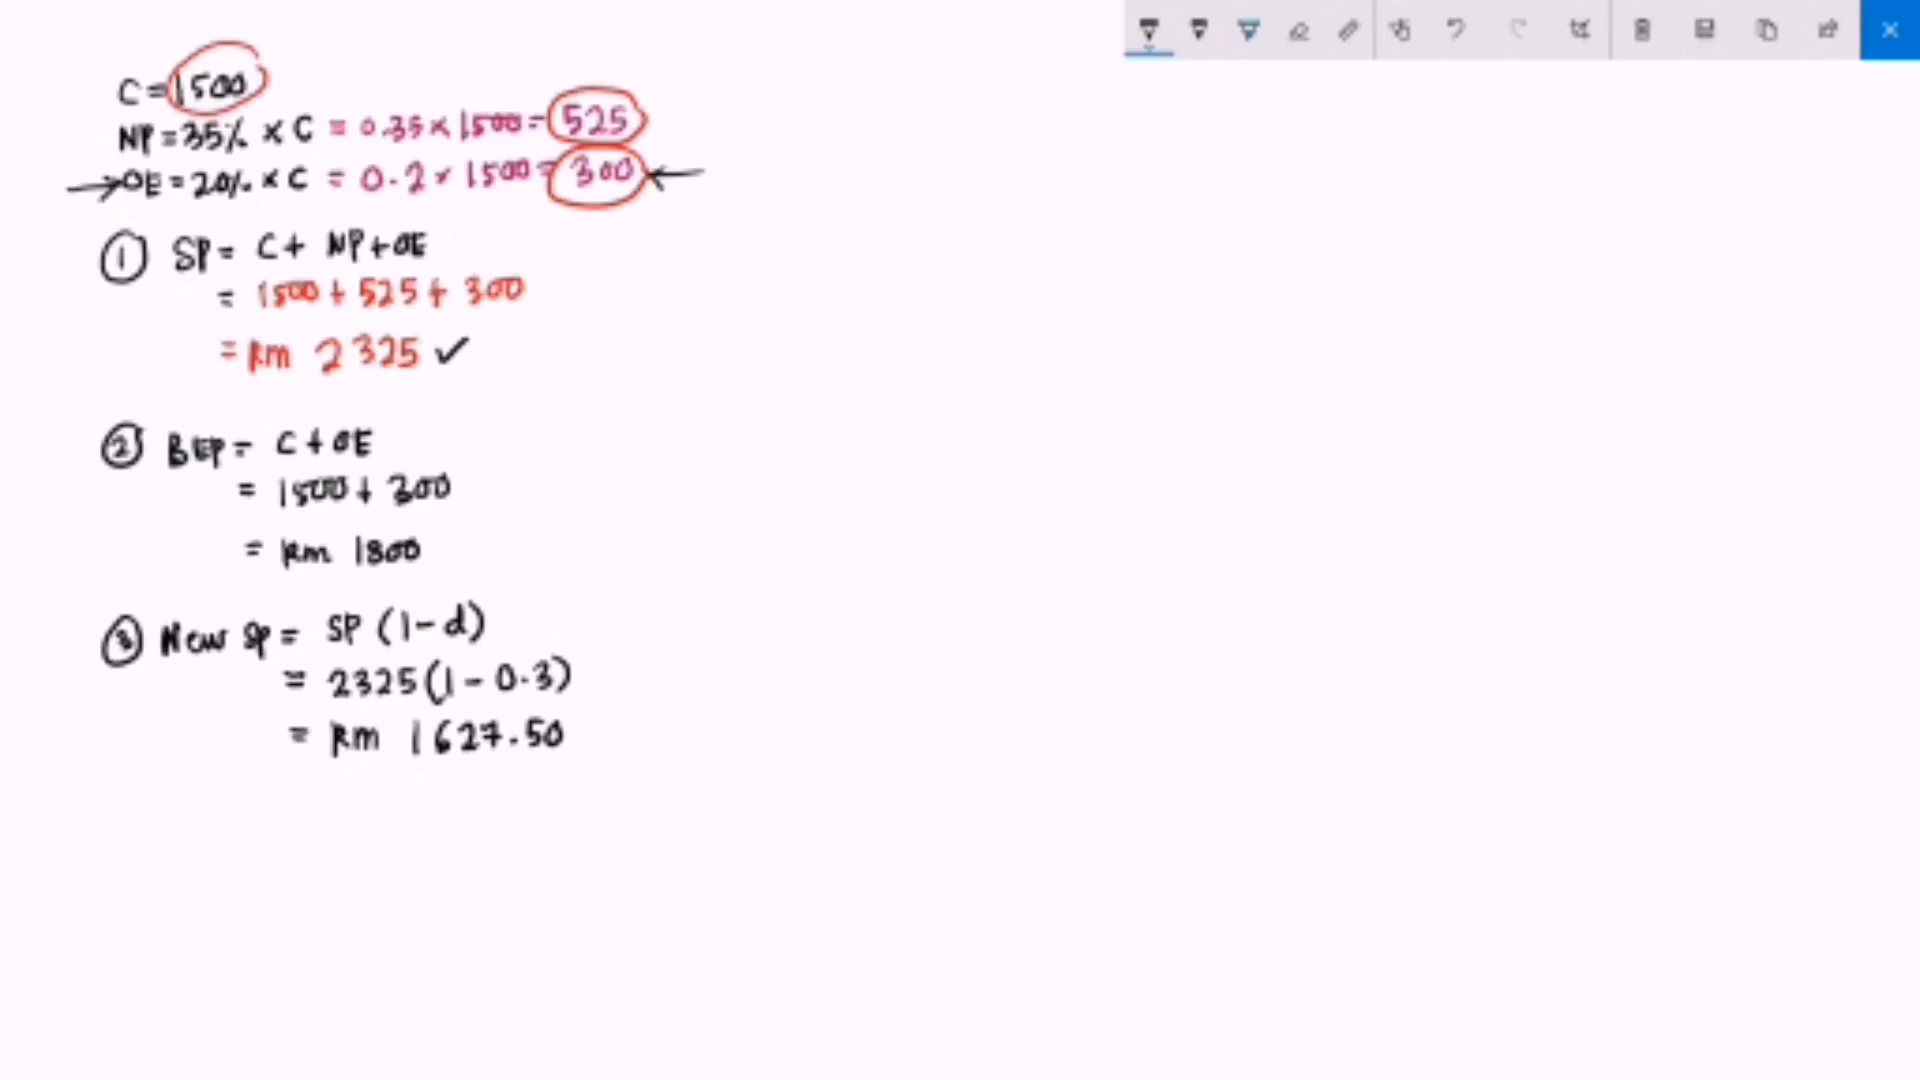 C = 1500
NP = 35% × C = 0.35 × 1500 = 525
OE = 20% × C = 0.2 × 1500 = 300
① SP = C + NP + OE
= 1500 + 525 + 300
= RM 2325 ✓
② BEP = C + OE
= 1500 + 300
= RM 1800
③ New SP = SP (1 - d)
= 2325 (1 - 0.3)
= RM 1627.50